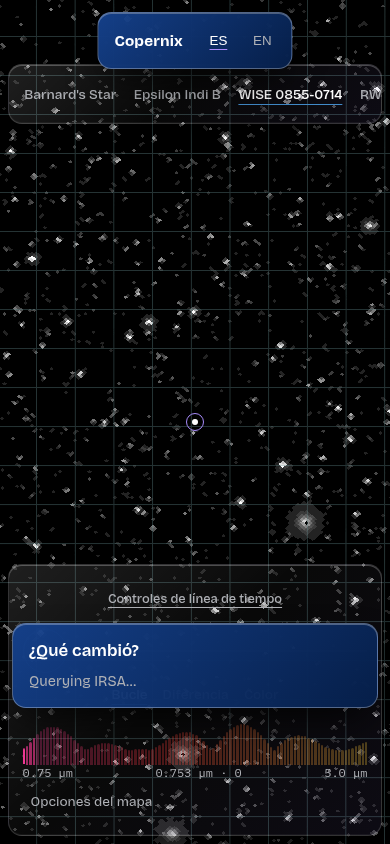 Copernix ES EN
Barnard's Star Epsilon Indi B WISE 0855-0714 RW
Controles de línea de tiempo
¿Qué cambió?
Querying IRSA...
0.75 µm 0.753 µm · 0 5.0 µm
Opciones del mapa